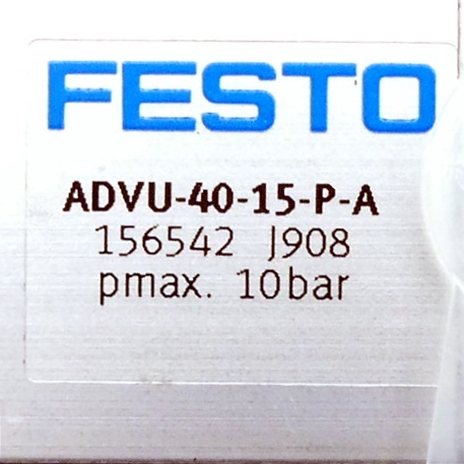 FESTO
ADVU-40-15-P-A
156542 J908
pmax. 10bar